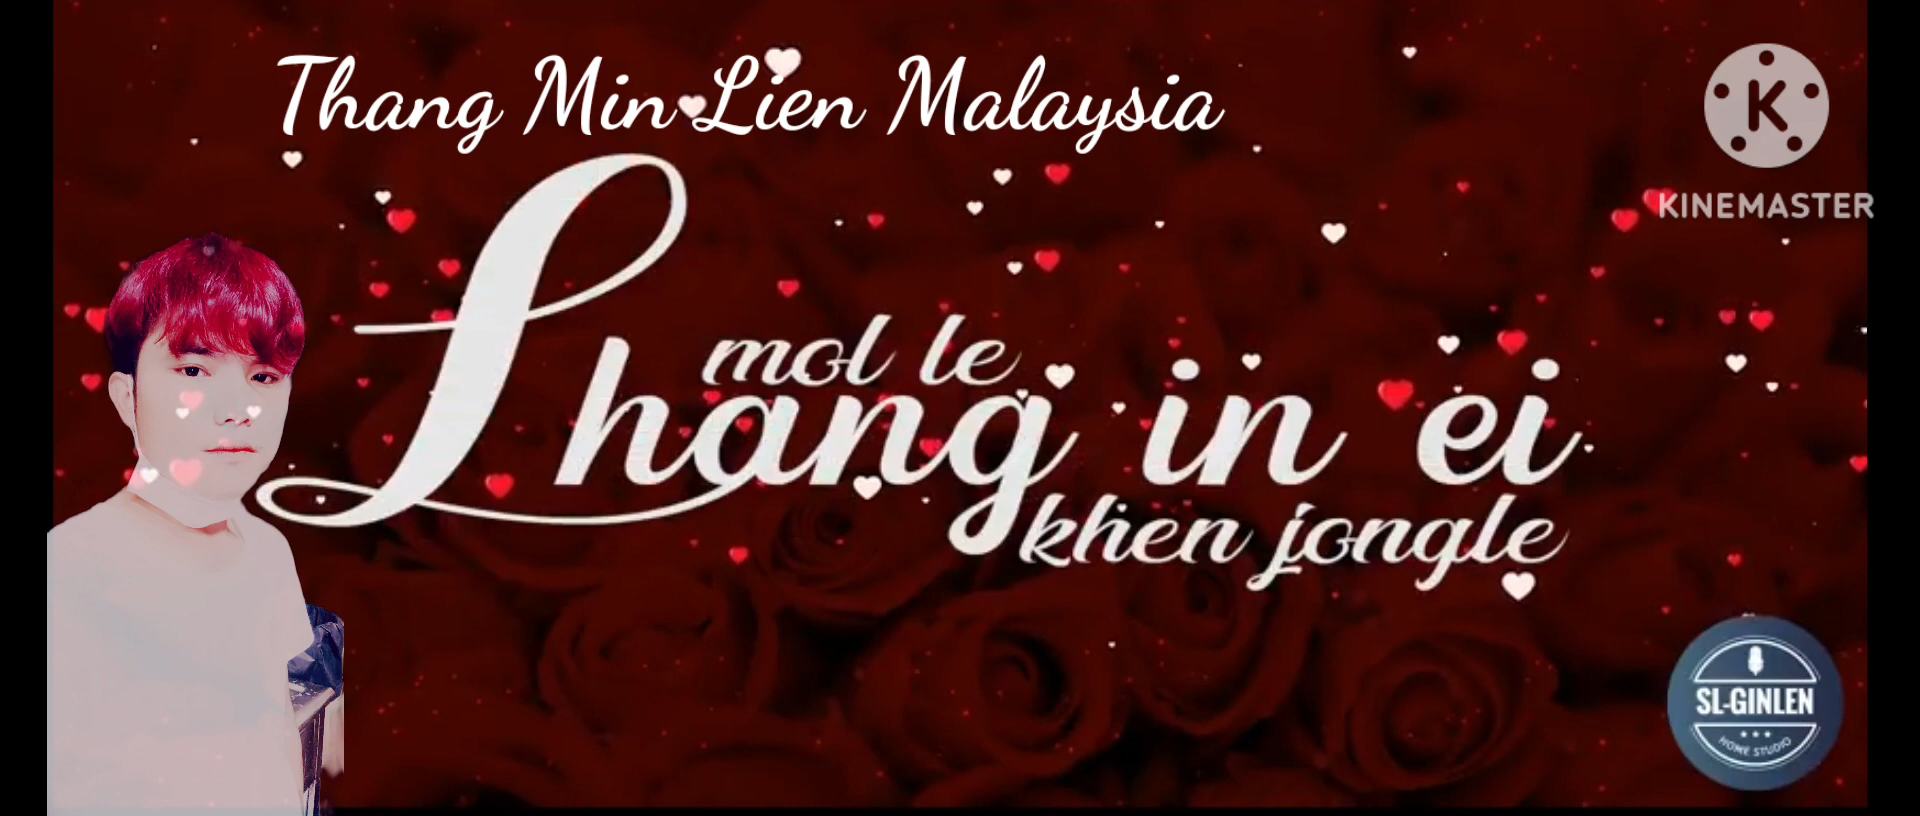 Thang Min Lien Malaysia
KINEMASTER
mol le
Lhang in ei
khen jongle
SL-GINLEN
HOME STUDIO